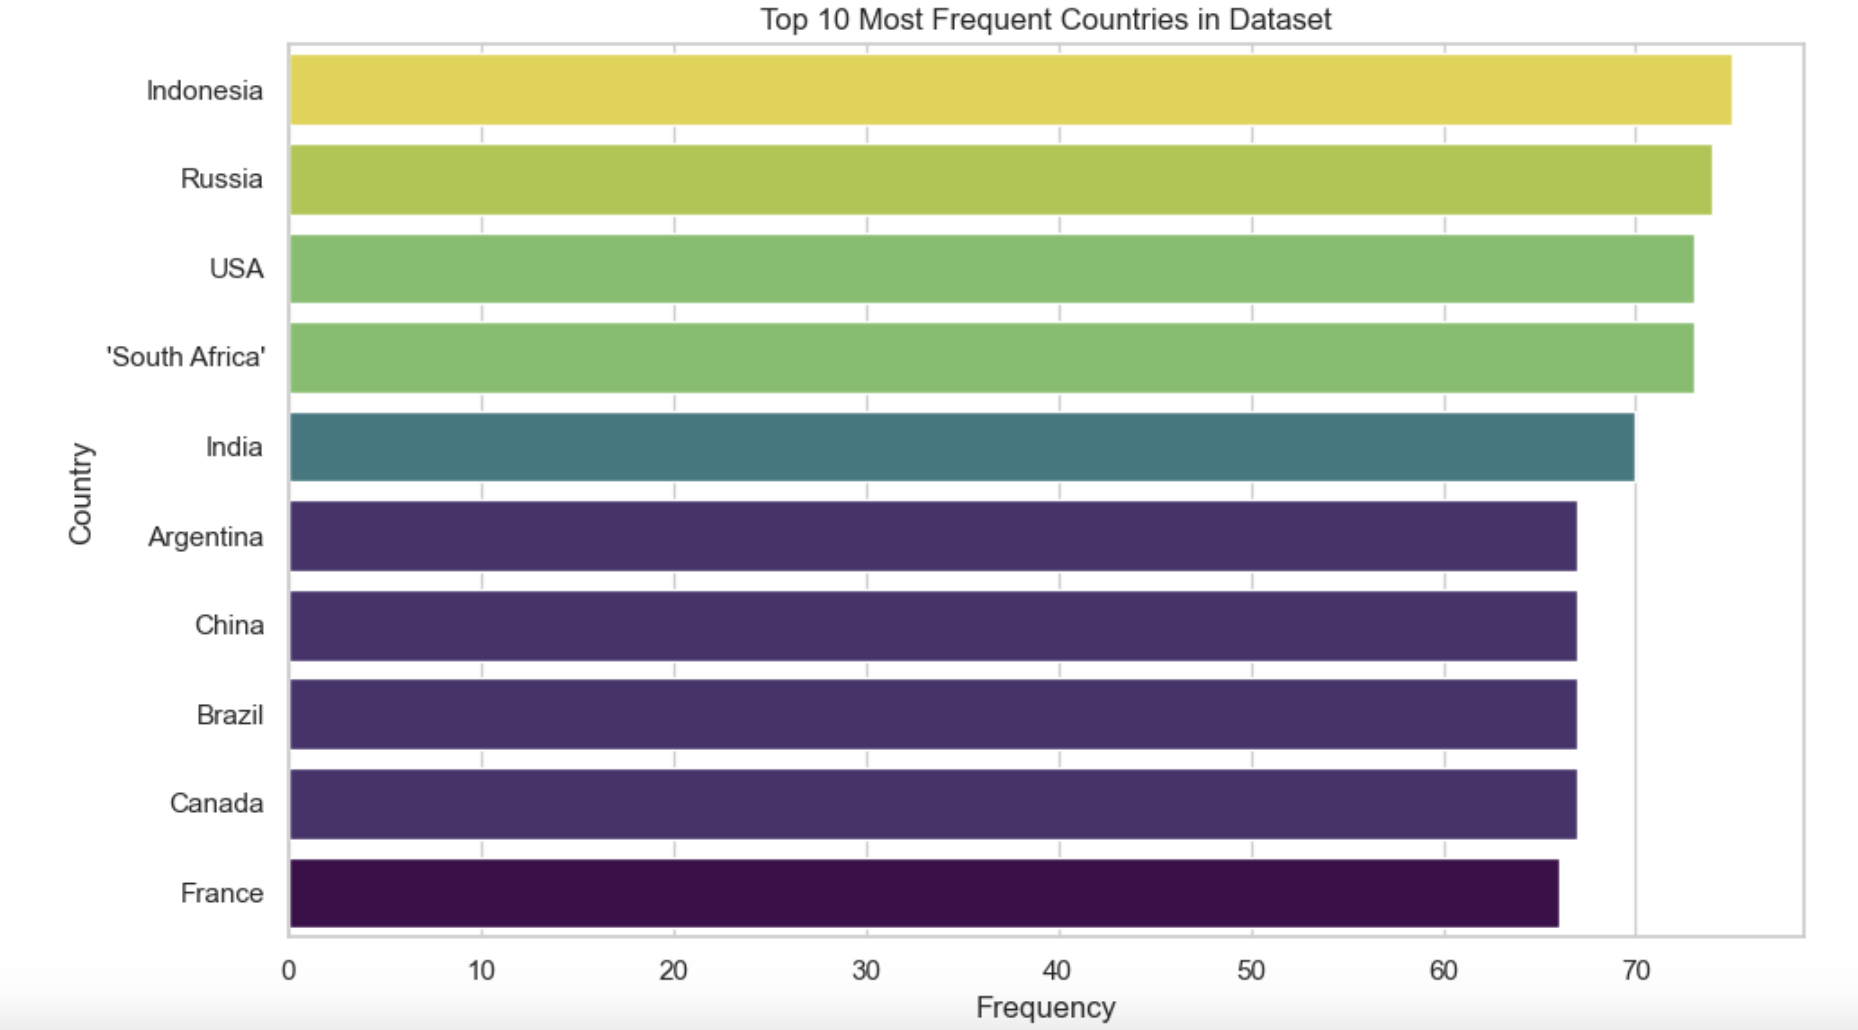 Top 10 Most Frequent Countries in Dataset
Indonesia
Russia
USA
'South Africa'
India
Argentina
China
Brazil
Canada
France
Country
0 10 20 30 40 50 60 70
Frequency